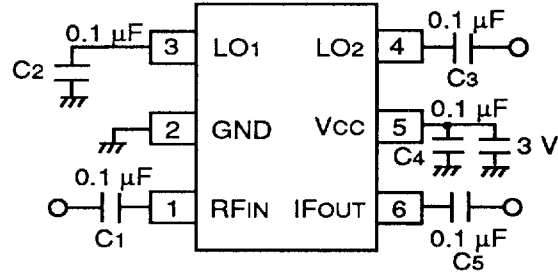 0.1 µF
C2
3
LO1
LO2
4
0.1 µF
C3
2
GND
VCC
5
0.1 µF
C4
3 V
0.1 µF
C1
1
RFIN
IFOUT
6
0.1 µF
C5